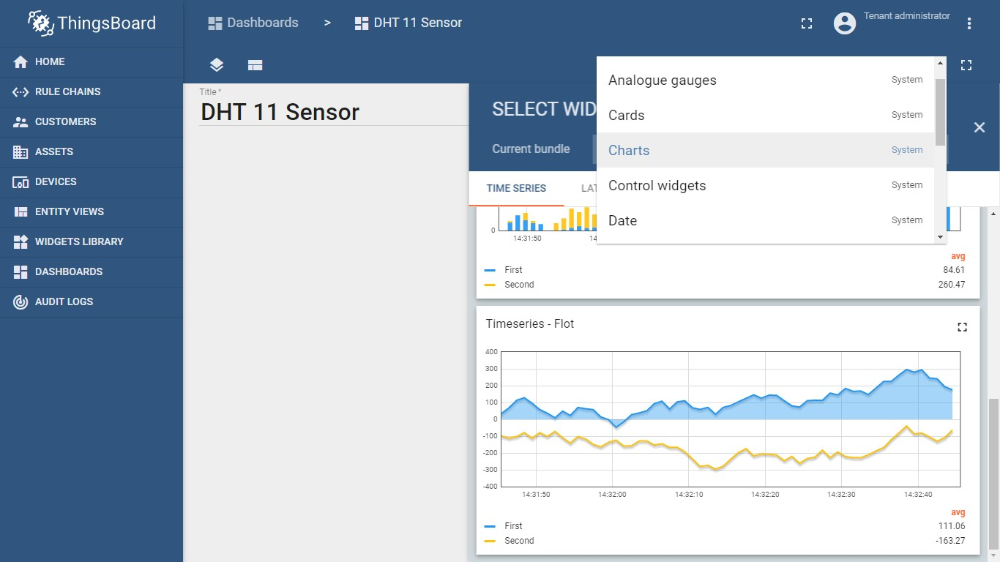 ThingsBoard
Dashboards > DHT 11 Sensor
Tenant administrator
HOME
RULE CHAINS
CUSTOMERS
ASSETS
DEVICES
ENTITY VIEWS
WIDGETS LIBRARY
DASHBOARDS
AUDIT LOGS
Title *
DHT 11 Sensor
SELECT WID
Current bundle
Analogue gauges System
Cards System
Charts System
Control widgets System
Date System
TIME SERIES LAT
0
14:31:50 14
avg
First 84.61
Second 260.47
Timeseries - Flot
400
300
200
100
0
-100
-200
-300
-400
14:31:50 14:32:00 14:32:10 14:32:20 14:32:30 14:32:40
avg
First 111.06
Second -163.27